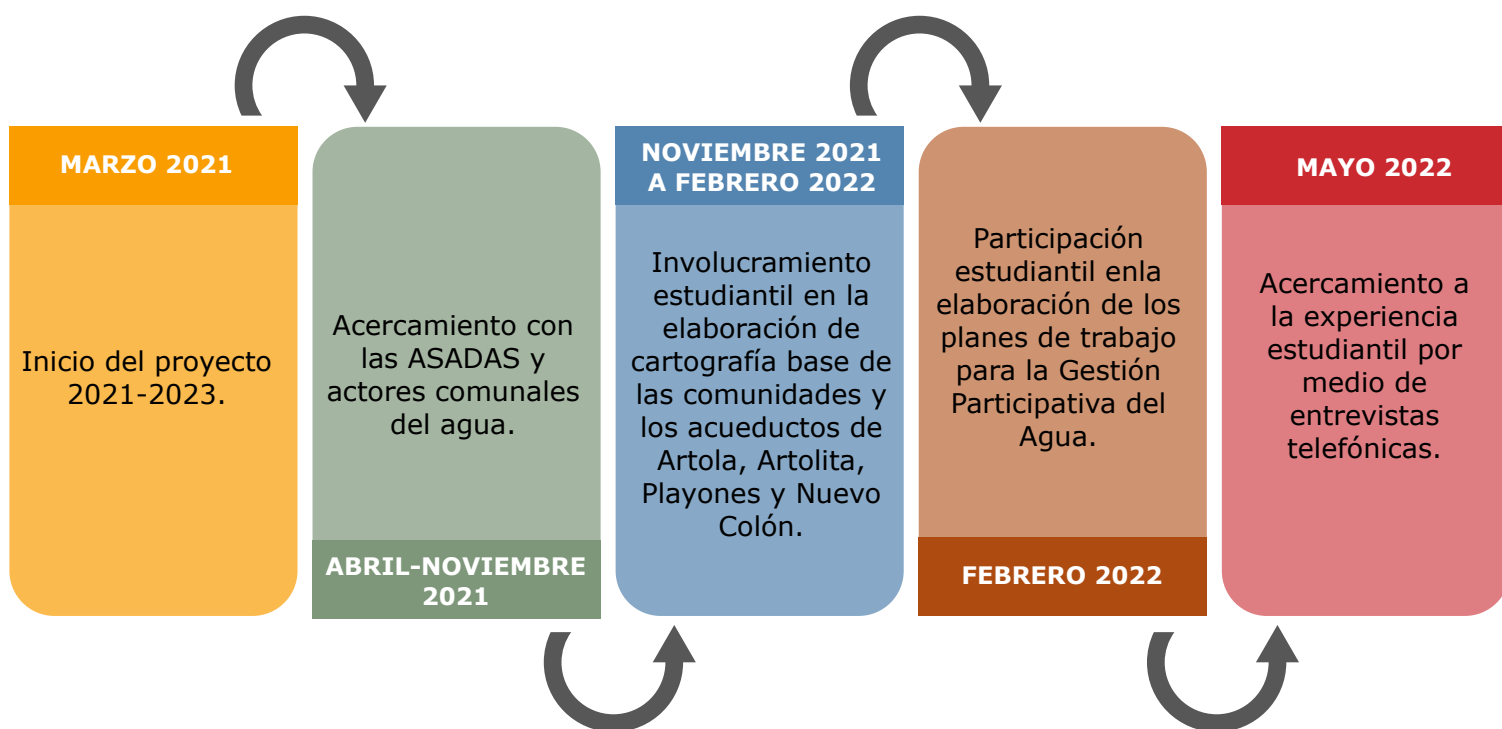 MARZO 2021
Inicio del proyecto
2021-2023.
Acercamiento con
las ASADAS y
actores comunales
del agua.
ABRIL-NOVIEMBRE
2021
NOVIEMBRE 2021
A FEBRERO 2022
Involucramiento
estudiantil en la
elaboración de
cartografía base de
las comunidades y
los acueductos de
Artola, Artolita,
Playones y Nuevo
Colón.
Participación
estudiantil enla
elaboración de los
planes de trabajo
para la Gestión
Participativa del
Agua.
FEBRERO 2022
MAYO 2022
Acercamiento a
la experiencia
estudiantil por
medio de
entrevistas
telefónicas.